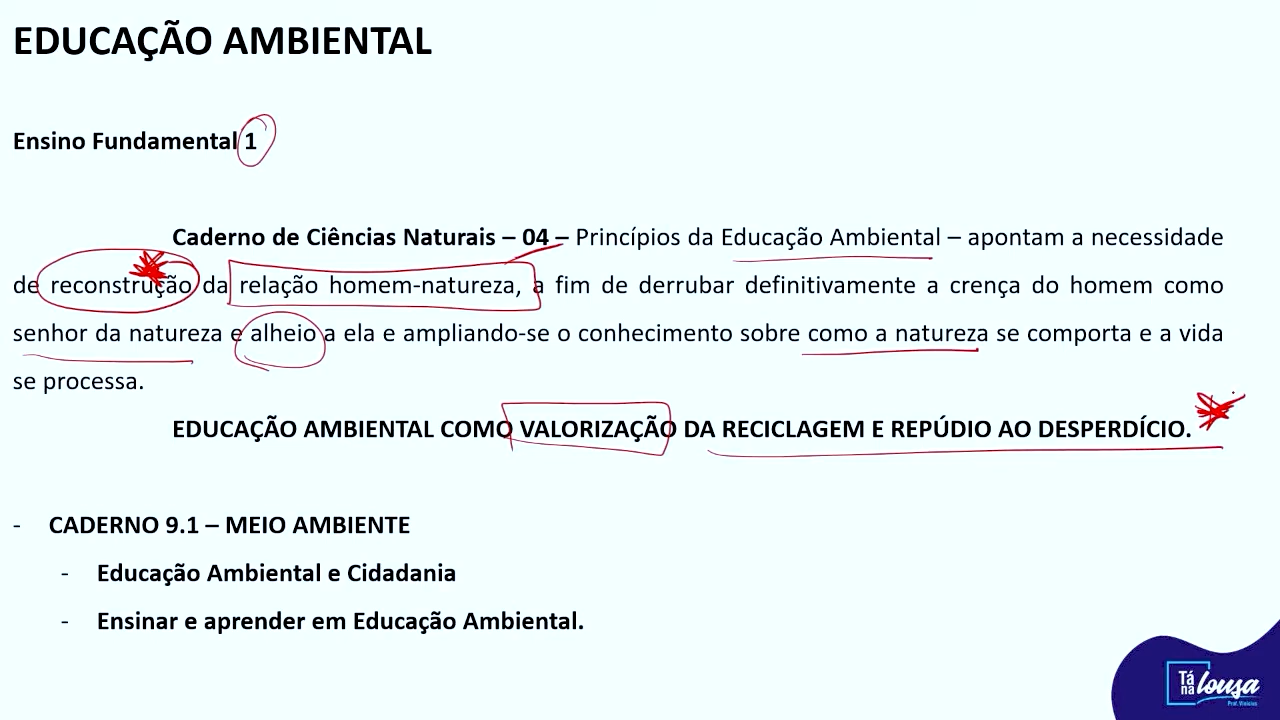 EDUCAÇÃO AMBIENTAL
Ensino Fundamental 1
Caderno de Ciências Naturais – 04 – Princípios da Educação Ambiental – apontam a necessidade
de reconstrução da relação homem-natureza, a fim de derrubar definitivamente a crença do homem como
senhor da natureza e alheio a ela e ampliando-se o conhecimento sobre como a natureza se comporta e a vida
se processa.
EDUCAÇÃO AMBIENTAL COMO VALORIZAÇÃO DA RECICLAGEM E REPÚDIO AO DESPERDÍCIO.
- CADERNO 9.1 – MEIO AMBIENTE
- Educação Ambiental e Cidadania
- Ensinar e aprender em Educação Ambiental.
Tá
na lousa
Prof. Vinícius